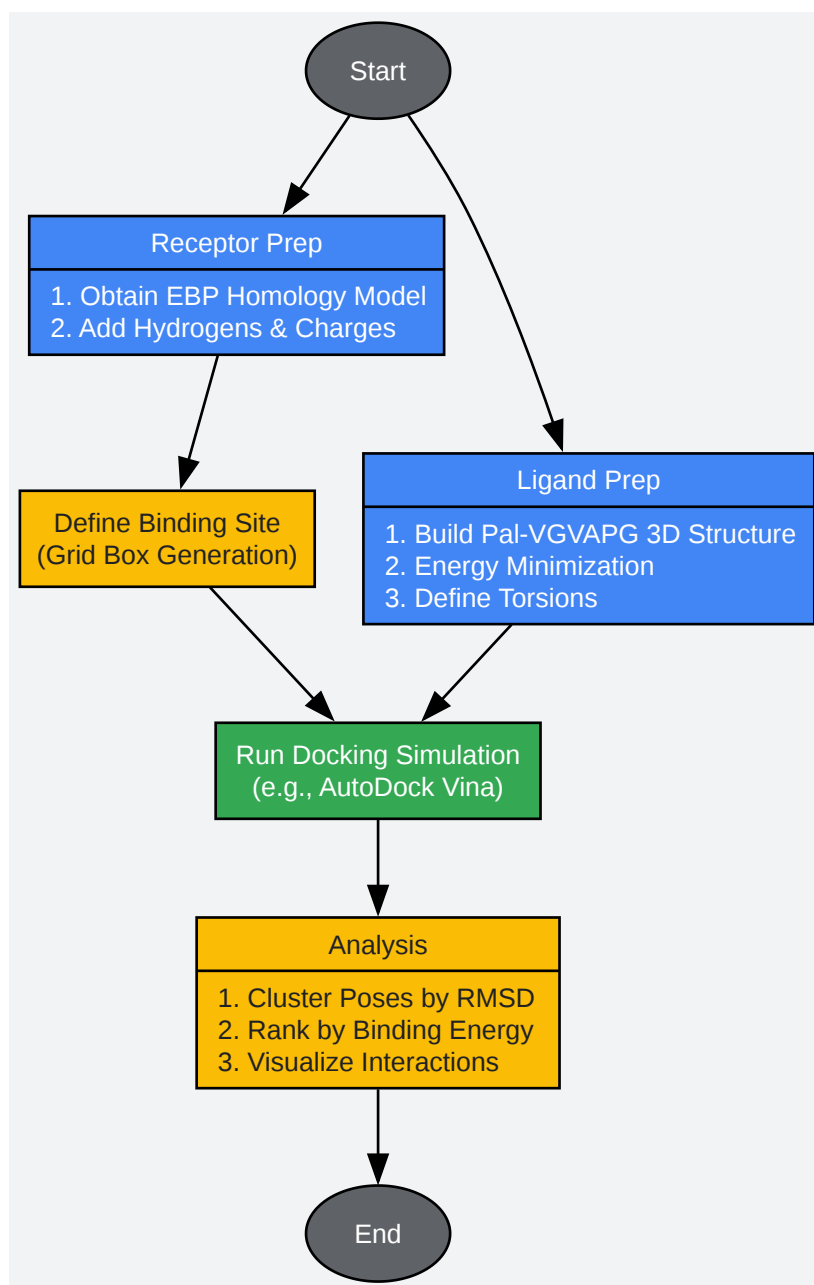 Start
Receptor Prep
1. Obtain EBP Homology Model
2. Add Hydrogens & Charges
Ligand Prep
1. Build Pal-VGVAPG 3D Structure
2. Energy Minimization
3. Define Torsions
Define Binding Site
(Grid Box Generation)
Run Docking Simulation
(e.g., AutoDock Vina)
Analysis
1. Cluster Poses by RMSD
2. Rank by Binding Energy
3. Visualize Interactions
End